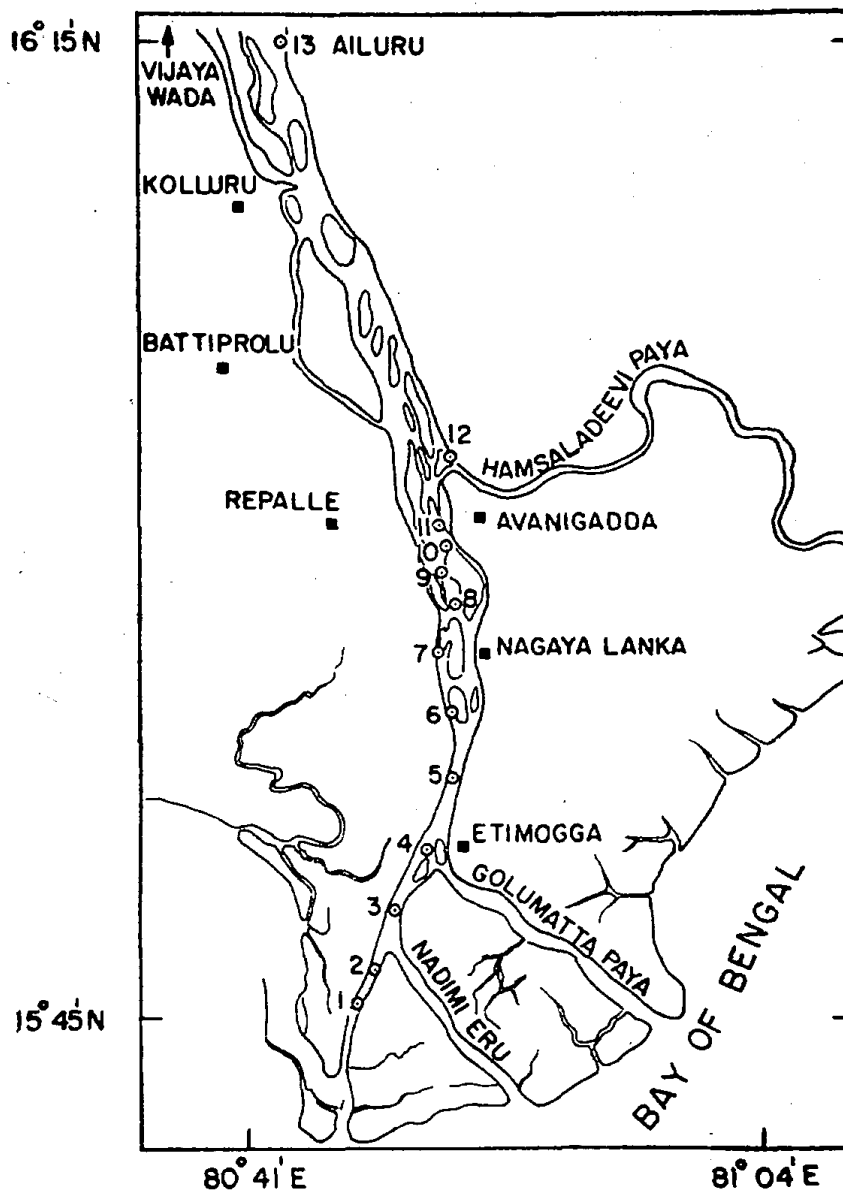 16°15'N
13 AILURU
VIJAYA
WADA
KOLLURU
BATTIPROLU
HAMSALADEEVI PAYA
12
REPALLE
11
AVANIGADDA
9
8
7
NAGAYA LANKA
6
5
4
ETIMOGGA
GOLUMATTA PAYA
3
NADIMI ERU
2
1
15°45'N
BAY OF BENGAL
80°41'E
81°04'E